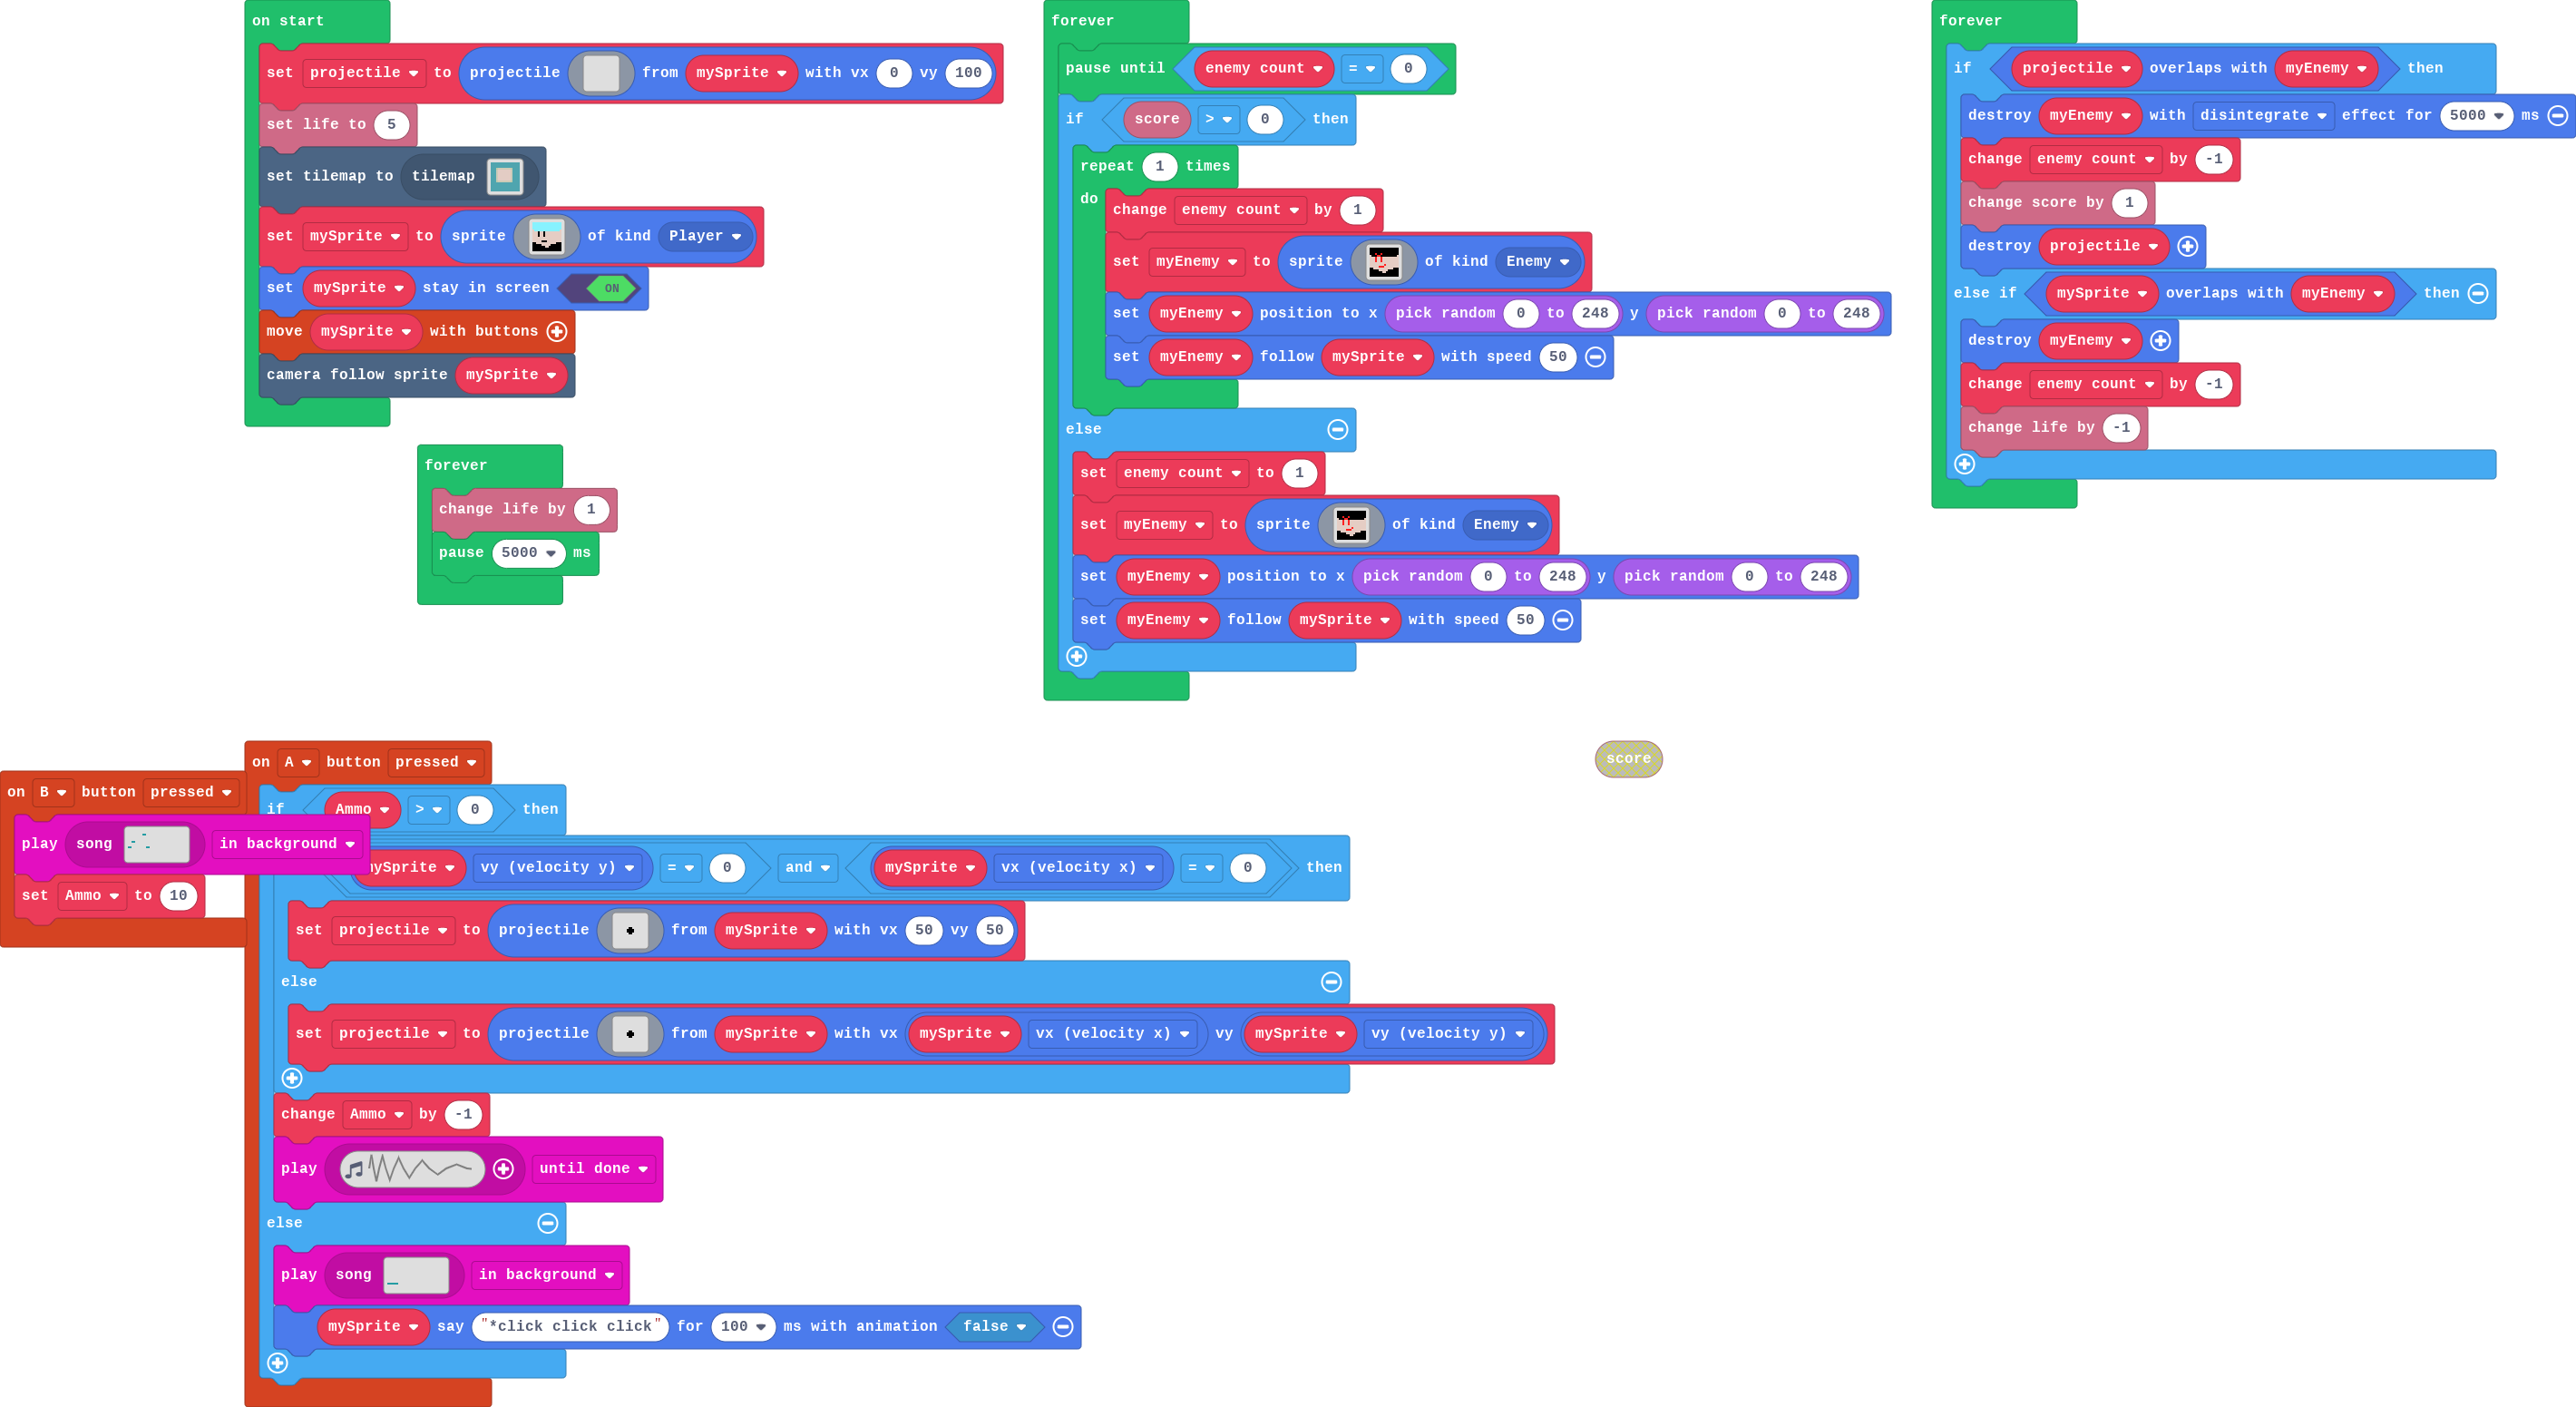 on start
set projectile to projectile from mySprite with vx 0 vy 100
set life to 5
set tilemap to tilemap
set mySprite to sprite of kind Player
set mySprite stay in screen ON
move mySprite with buttons
camera follow sprite mySprite
forever
change life by 1
pause 5000 ms
forever
pause until enemy count = 0
if score > 0 then
repeat 1 times
do
change enemy count by 1
set myEnemy to sprite of kind Enemy
set myEnemy position to x pick random 0 to 248 y pick random 0 to 248
set myEnemy follow mySprite with speed 50
else
set enemy count to 1
set myEnemy to sprite of kind Enemy
set myEnemy position to x pick random 0 to 248 y pick random 0 to 248
set myEnemy follow mySprite with speed 50
forever
if projectile overlaps with myEnemy then
destroy myEnemy with disintegrate effect for 5000 ms
change enemy count by -1
change score by 1
destroy projectile
else if mySprite overlaps with myEnemy then
destroy myEnemy
change enemy count by -1
change life by -1
score
on B button pressed
play song in background
set Ammo to 10
on A button pressed
if Ammo > 0 then
mySprite vy (velocity y) = 0 and mySprite vx (velocity x) = 0 then
set projectile to projectile from mySprite with vx 50 vy 50
else
set projectile to projectile from mySprite with vx mySprite vx (velocity x) vy mySprite vy (velocity y)
change Ammo by -1
play until done
else
play song in background
mySprite say "*click click click" for 100 ms with animation false